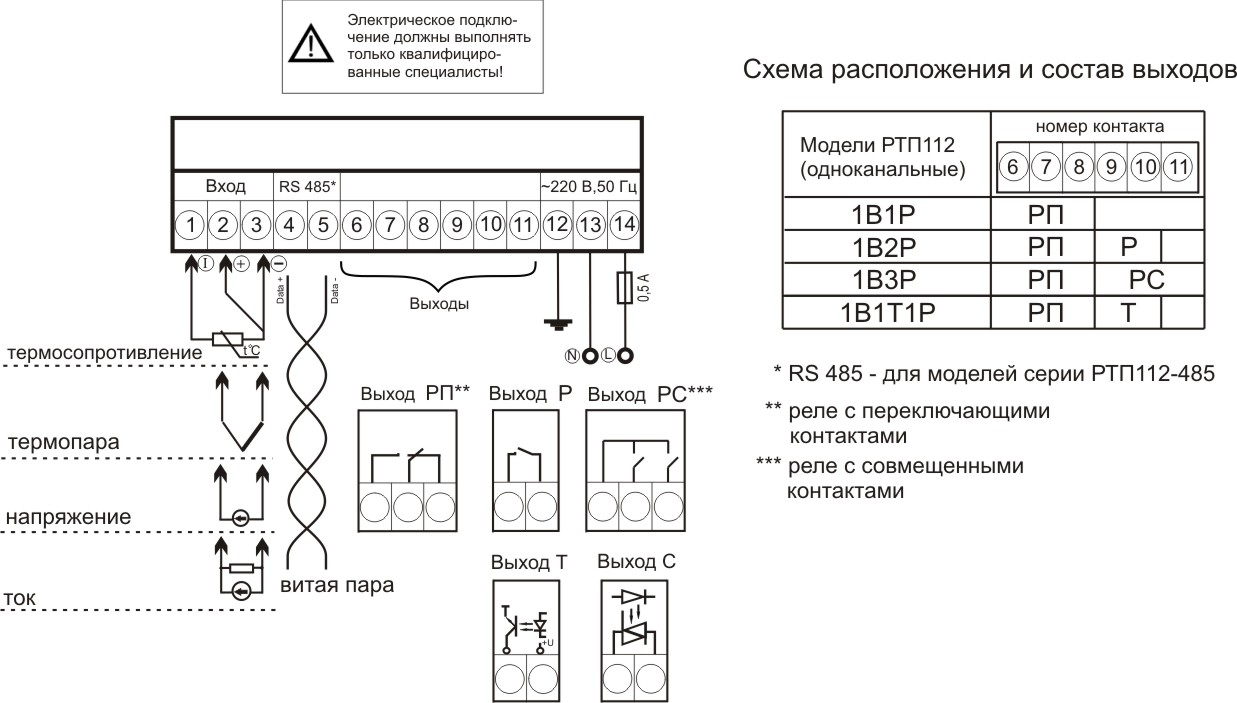 Электрическое подклю-
чение должны выполнять
только квалифициро-
ванные специалисты!
Вход RS 485* ~220 В,50 Гц
1 2 3 4 5 6 7 8 9 10 11 12 13 14
I + −
Data + Data -
Выходы
0,5 А
t°C
N L
термосопротивление
термопара
напряжение
ток
витая пара
Выход РП** Выход Р Выход РС***
Выход Т Выход С
+U
Схема расположения и состав выходов
Модели РТП112
(одноканальные)
номер контакта
6 7 8 9 10 11
1В1Р РП
1В2Р РП Р
1В3Р РП РС
1В1Т1Р РП Т
* RS 485 - для моделей серии РТП112-485
** реле с переключающими
контактами
*** реле с совмещенными
контактами